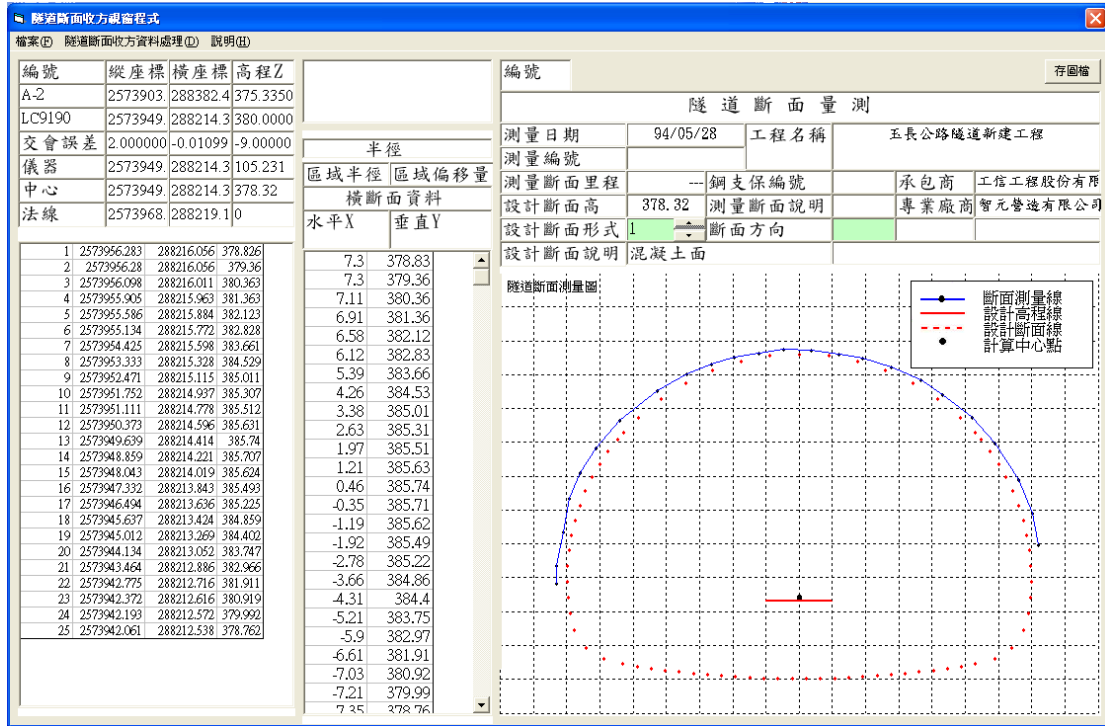 隧道斷面收方視窗程式
檔案(F) 隧道斷面收方資料處理(D) 說明(H)
編號 縱座標 橫座標 高程Z
A-2 2573903. 288382.4 375.3350
LC9190 2573949. 288214.3 380.0000
交會誤差 2.000000 -0.01099 -9.00000
儀器 2573949. 288214.3 105.231
中心 2573949. 288214.3 378.32
法線 2573968. 288219.1 0
1 2573956.283 288216.056 378.826
2 2573956.28 288216.056 379.36
3 2573956.098 288216.011 380.363
4 2573955.905 288215.963 381.363
5 2573955.586 288215.884 382.123
6 2573955.134 288215.772 382.828
7 2573954.425 288215.598 383.661
8 2573953.333 288215.328 384.529
9 2573952.471 288215.115 385.011
10 2573951.752 288214.937 385.307
11 2573951.111 288214.778 385.512
12 2573950.373 288214.596 385.631
13 2573949.639 288214.414 385.74
14 2573948.859 288214.221 385.707
15 2573948.043 288214.019 385.624
16 2573947.332 288213.843 385.493
17 2573946.494 288213.636 385.225
18 2573945.637 288213.424 384.859
19 2573945.012 288213.269 384.402
20 2573944.134 288213.052 383.747
21 2573943.464 288212.886 382.966
22 2573942.775 288212.716 381.911
23 2573942.372 288212.616 380.919
24 2573942.193 288212.572 379.992
25 2573942.061 288212.538 378.762
半徑
區域半徑 區域偏移量
橫斷面資料
水平X 垂直Y
7.3 378.83
7.3 379.36
7.11 380.36
6.91 381.36
6.58 382.12
6.12 382.83
5.39 383.66
4.26 384.53
3.38 385.01
2.63 385.31
1.97 385.51
1.21 385.63
0.46 385.74
-0.35 385.71
-1.19 385.62
-1.92 385.49
-2.78 385.22
-3.66 384.86
-4.31 384.4
-5.21 383.75
-5.9 382.97
-6.61 381.91
-7.03 380.92
-7.21 379.99
-7.35 378.76
編號 存圖檔
隧道斷面量測
測量日期 94/05/28 工程名稱 玉長公路隧道新建工程
測量編號
測量斷面里程 --- 鋼支保編號 承包商 工信工程股份有限
設計斷面高 378.32 測量斷面說明 專業廠商 智元營造有限公司
設計斷面形式 1 斷面方向
設計斷面說明 混凝土面
隧道斷面測量圖
斷面測量線
設計高程線
設計斷面線
計算中心點